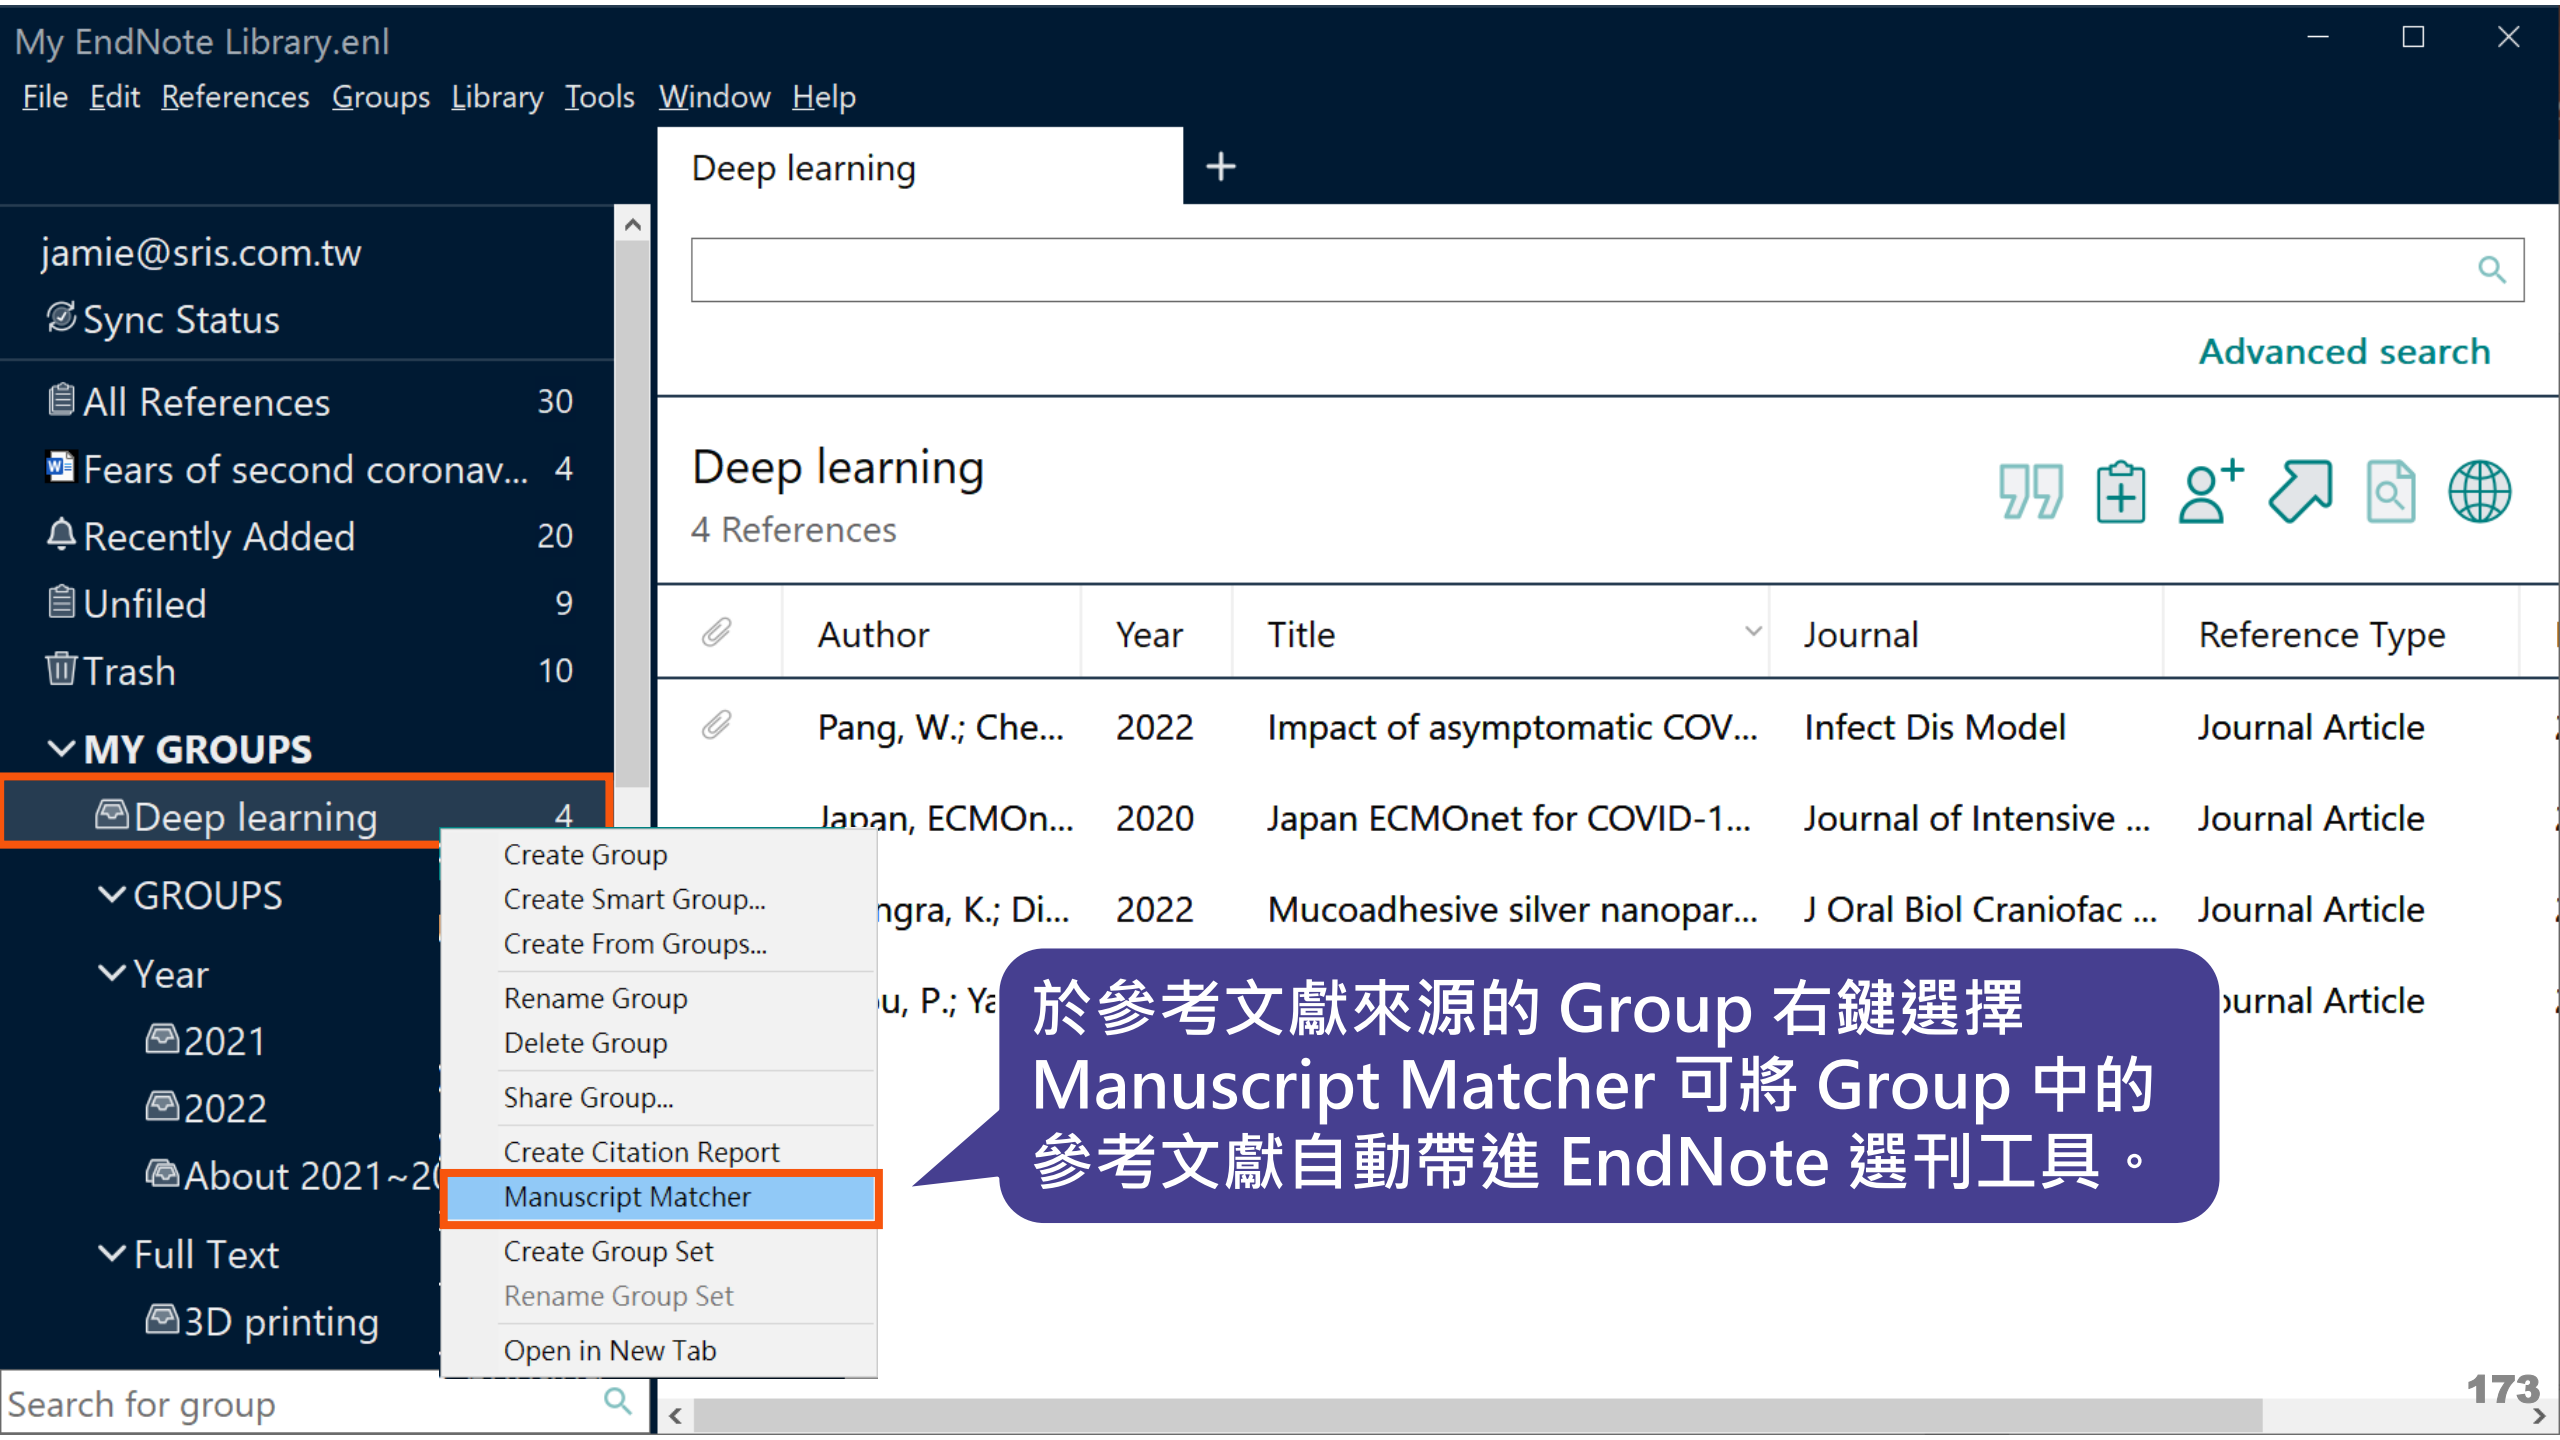 My EndNote Library.enl
File Edit References Groups Library Tools Window Help
Deep learning
jamie@sris.com.tw
Sync Status
Advanced search
All References 30
Fears of second coronav... 4
Recently Added 20
Unfiled 9
Trash 10
MY GROUPS
Deep learning 4
GROUPS
Year
2021
2022
About 2021~20
Full Text
3D printing
Search for group
Deep learning
4 References
Author Year Title Journal Reference Type
Pang, W.; Che... 2022 Impact of asymptomatic COV... Infect Dis Model Journal Article
Japan, ECMOn... 2020 Japan ECMOnet for COVID-1... Journal of Intensive ... Journal Article
ngra, K.; Di... 2022 Mucoadhesive silver nanopar... J Oral Biol Craniofac ... Journal Article
u, P.; Ya ournal Article
Create Group
Create Smart Group...
Create From Groups...
Rename Group
Delete Group
Share Group...
Create Citation Report
Manuscript Matcher
Create Group Set
Rename Group Set
Open in New Tab
於參考文獻來源的 Group 右鍵選擇
Manuscript Matcher 可將 Group 中的
參考文獻自動帶進 EndNote 選刊工具。
173